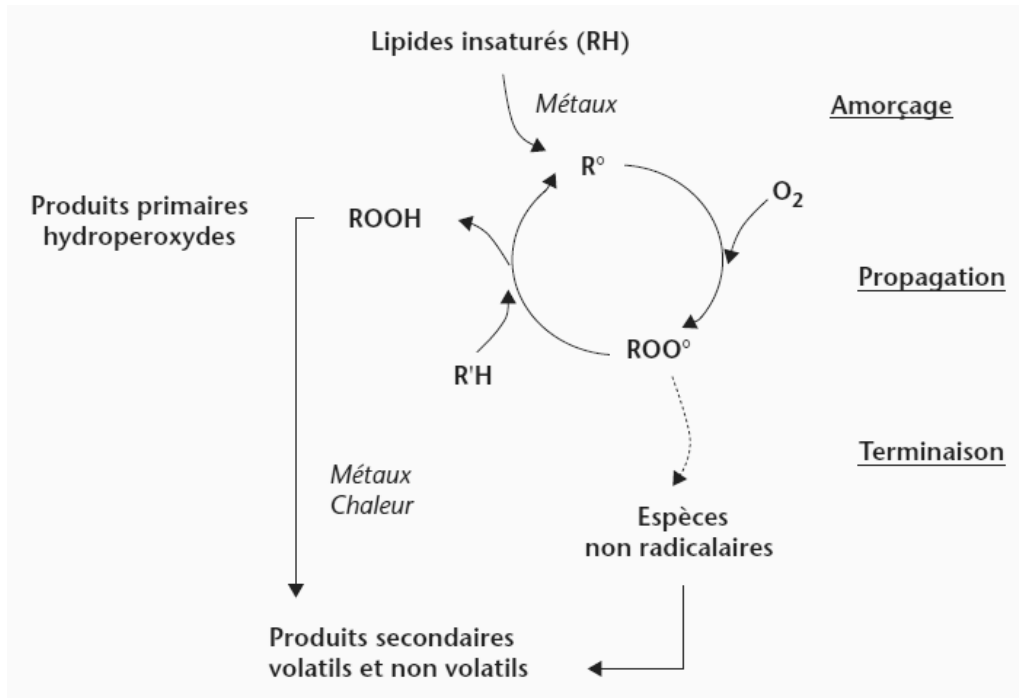 Lipides insaturés (RH)
Métaux
Amorçage
R°
O₂
Produits primaires
hydroperoxydes
ROOH
Propagation
ROO°
R'H
Terminaison
Métaux
Chaleur
Espèces
non radicalaires
Produits secondaires
volatils et non volatils